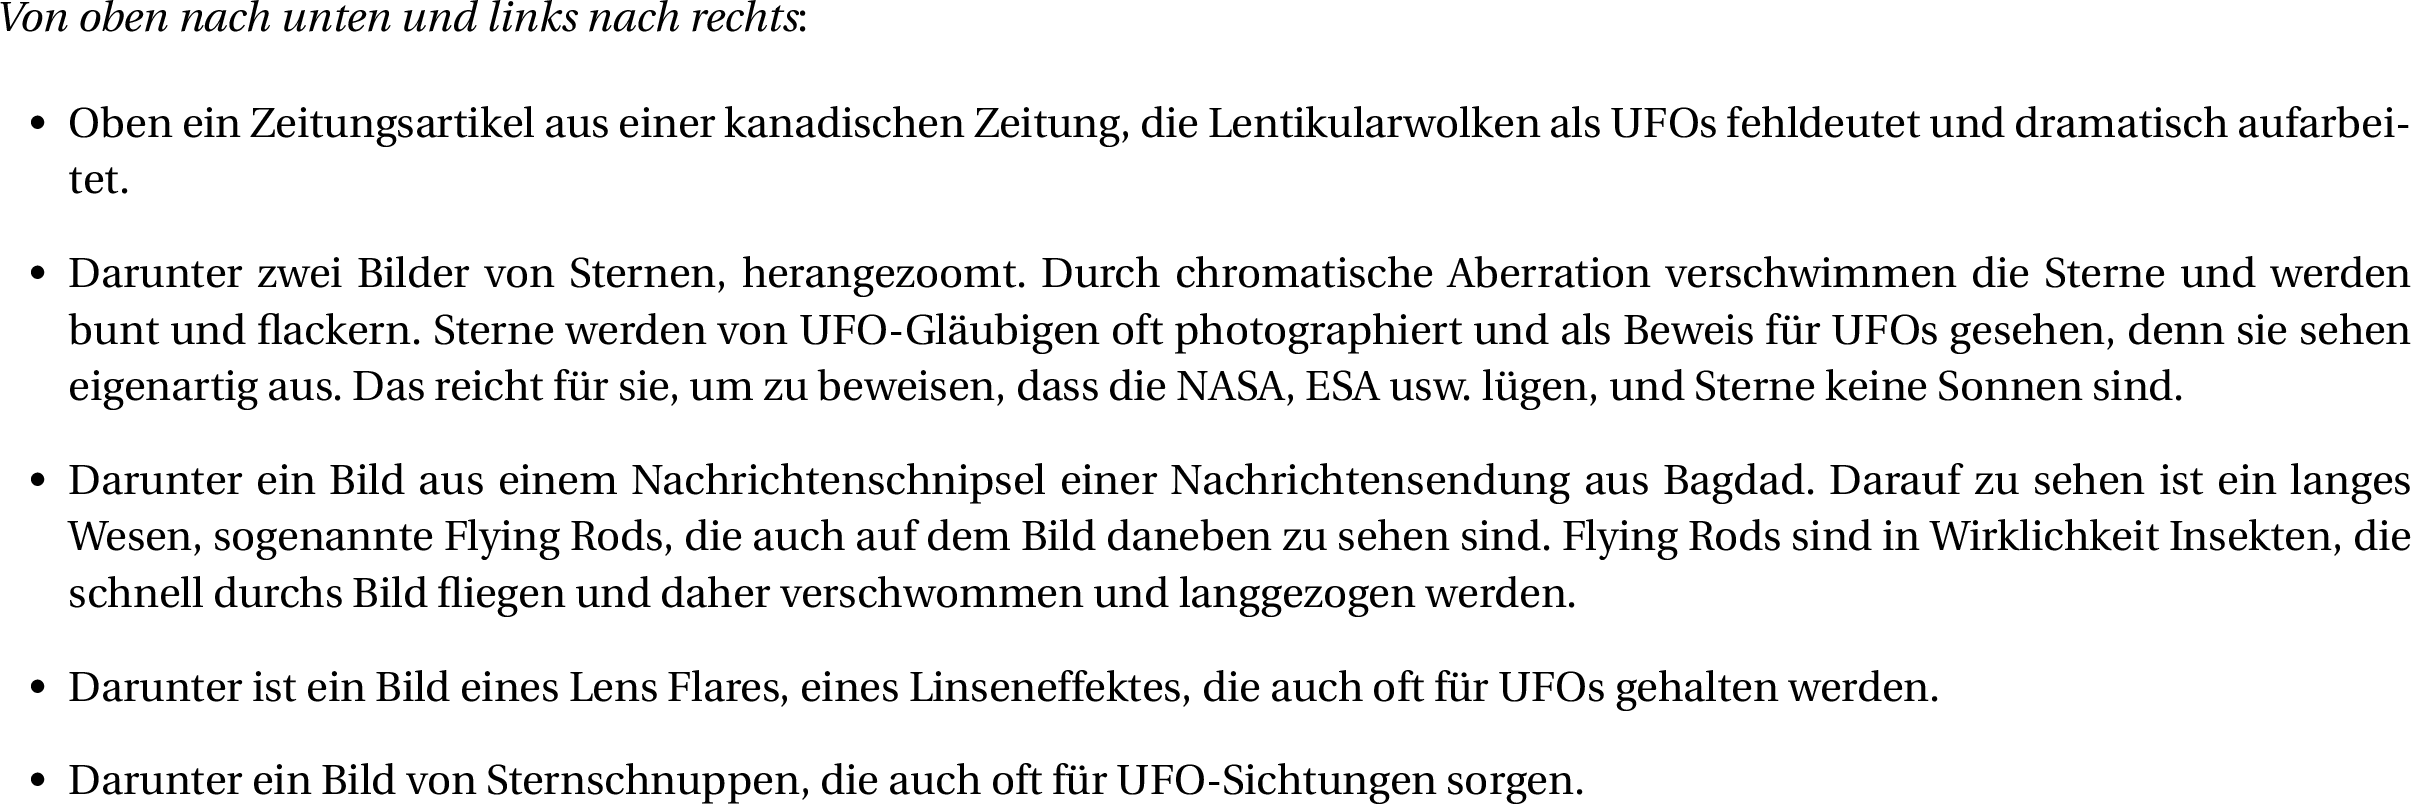 Von oben nach unten und links nach rechts:
• Oben ein Zeitungsartikel aus einer kanadischen Zeitung, die Lentikularwolken als UFOs fehldeutet und dramatisch aufarbei-
tet.
• Darunter zwei Bilder von Sternen, herangezoomt. Durch chromatische Aberration verschwimmen die Sterne und werden
bunt und flackern. Sterne werden von UFO-Gläubigen oft photographiert und als Beweis für UFOs gesehen, denn sie sehen
eigenartig aus. Das reicht für sie, um zu beweisen, dass die NASA, ESA usw. lügen, und Sterne keine Sonnen sind.
• Darunter ein Bild aus einem Nachrichtenschnipsel einer Nachrichtensendung aus Bagdad. Darauf zu sehen ist ein langes
Wesen, sogenannte Flying Rods, die auch auf dem Bild daneben zu sehen sind. Flying Rods sind in Wirklichkeit Insekten, die
schnell durchs Bild fliegen und daher verschwommen und langgezogen werden.
• Darunter ist ein Bild eines Lens Flares, eines Linseneffektes, die auch oft für UFOs gehalten werden.
• Darunter ein Bild von Sternschnuppen, die auch oft für UFO-Sichtungen sorgen.